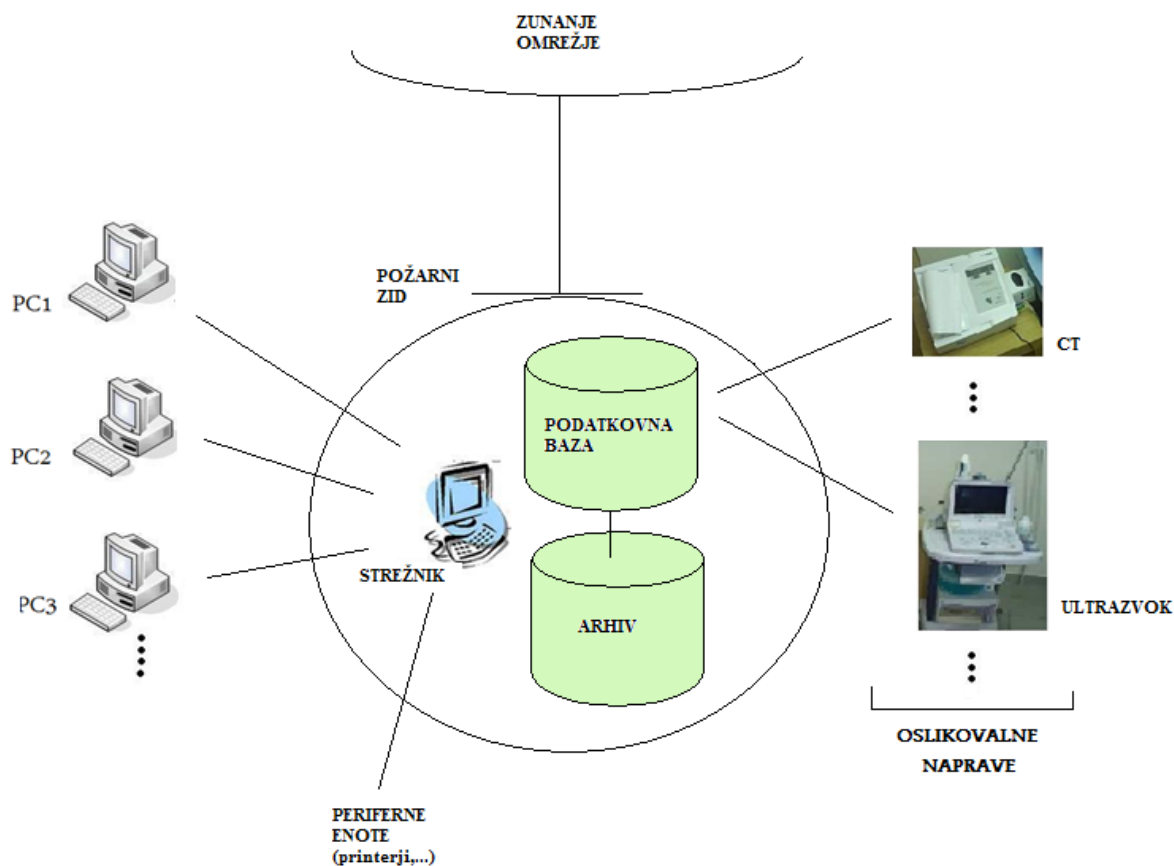 ZUNANJE
OMREŽJE
POŽARNI
ZID
PC1
CT
PODATKOVNA
BAZA
PC2
STREŽNIK
PC3
ARHIV
ULTRAZVOK
OSLIKOVALNE
NAPRAVE
PERIFERNE
ENOTE
(printerji,...)